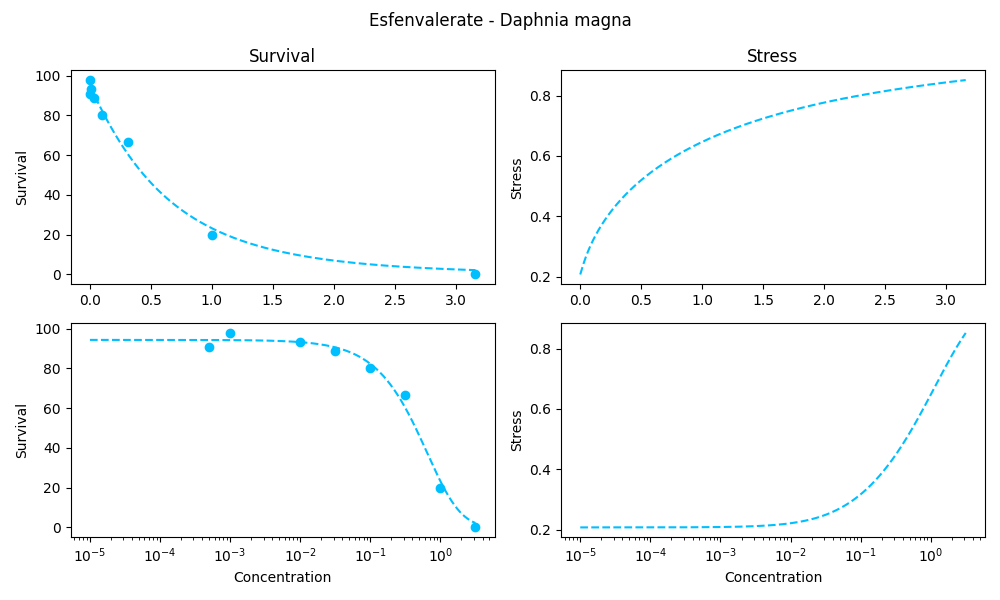 Esfenvalerate - Daphnia magna
Survival
Survival
100
80
60
40
20
0
0.0 0.5 1.0 1.5 2.0 2.5 3.0
Stress
Stress
0.8
0.6
0.4
0.2
0.0 0.5 1.0 1.5 2.0 2.5 3.0
Survival
100
80
60
40
20
0
10⁻⁵ 10⁻⁴ 10⁻³ 10⁻² 10⁻¹ 10⁰
Concentration
Stress
0.8
0.6
0.4
0.2
10⁻⁵ 10⁻⁴ 10⁻³ 10⁻² 10⁻¹ 10⁰
Concentration